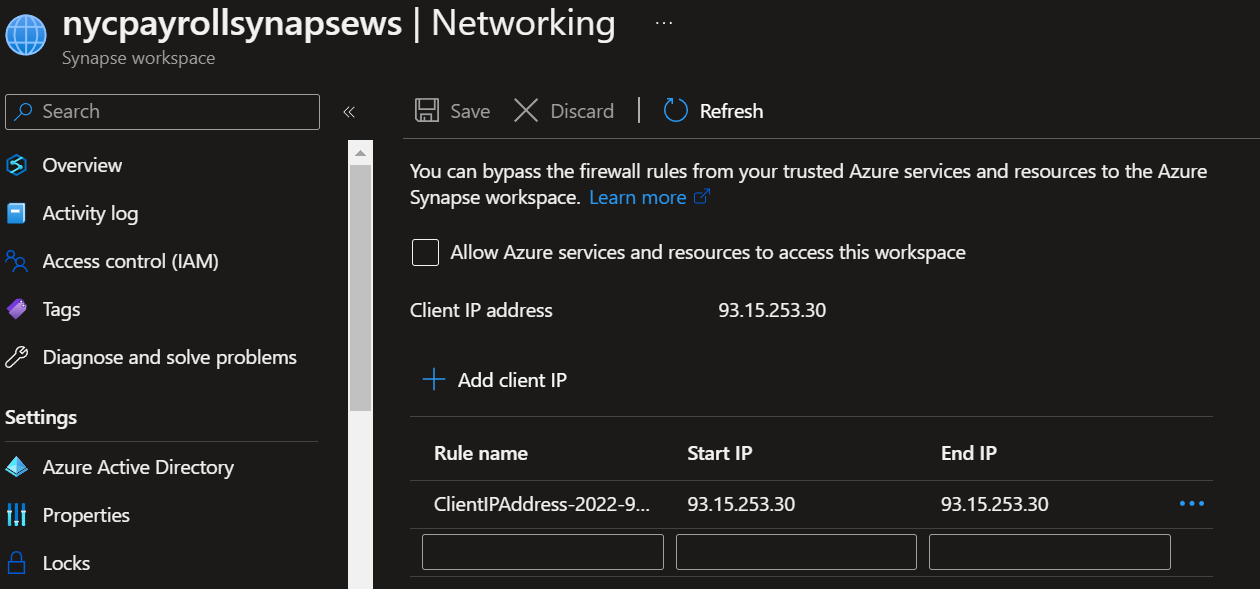 nycpayrollsynapsews | Networking ...
Synapse workspace
Search
«
Overview
Activity log
Access control (IAM)
Tags
Diagnose and solve problems
Settings
Azure Active Directory
Properties
Locks
Save Discard | Refresh
You can bypass the firewall rules from your trusted Azure services and resources to the Azure
Synapse workspace. Learn more
Allow Azure services and resources to access this workspace
Client IP address 93.15.253.30
Add client IP
Rule name Start IP End IP
ClientIPAddress-2022-9... 93.15.253.30 93.15.253.30 ...